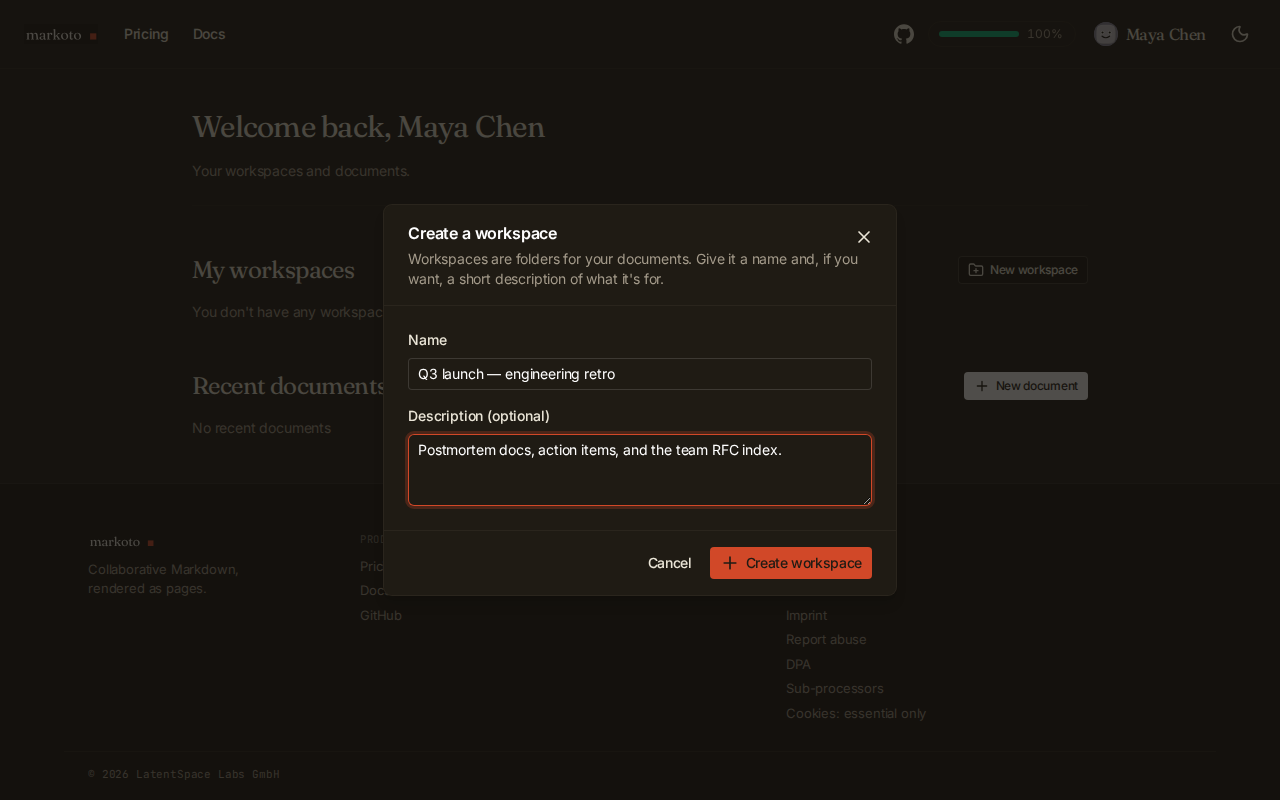 markoto
Pricing
Docs
100%
Maya Chen
Welcome back, Maya Chen
Your workspaces and documents.
My workspaces
New workspace
You don't have any workspac
Recent documents
New document
No recent documents
Create a workspace
Workspaces are folders for your documents. Give it a name and, if you
want, a short description of what it's for.
Name
Q3 launch — engineering retro
Description (optional)
Postmortem docs, action items, and the team RFC index.
Cancel
Create workspace
markoto
Collaborative Markdown,
rendered as pages.
GitHub
Imprint
Report abuse
DPA
Sub-processors
Cookies: essential only
© 2026 LatentSpace Labs GmbH